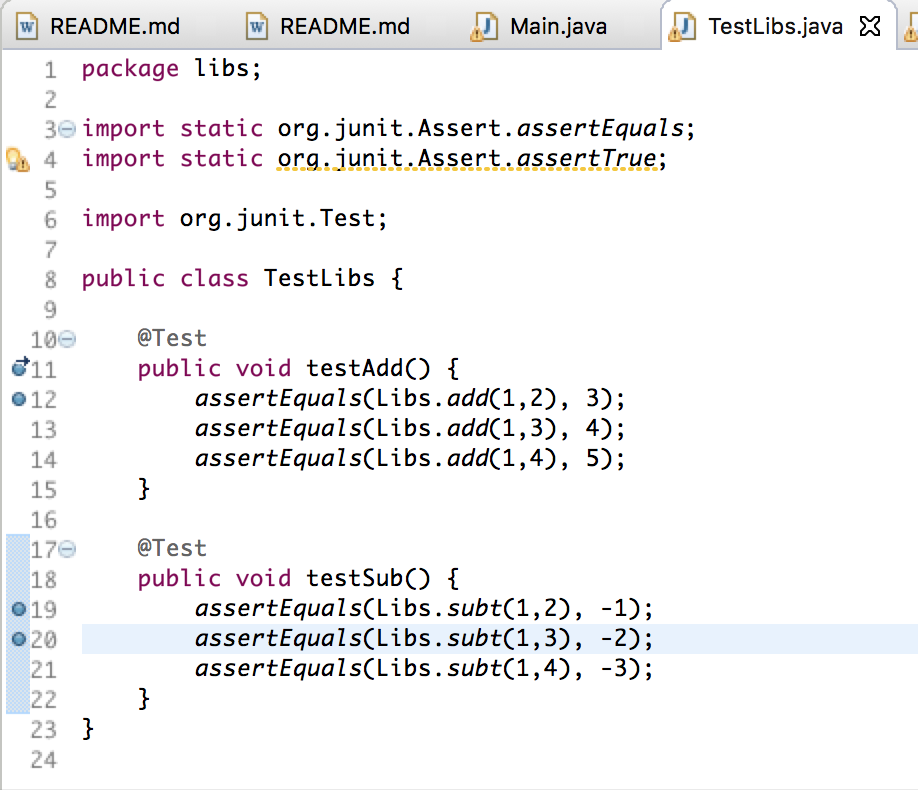 README.md README.md Main.java TestLibs.java
1 package libs;
2
3 import static org.junit.Assert.assertEquals;
4 import static org.junit.Assert.assertTrue;
5
6 import org.junit.Test;
7
8 public class TestLibs {
9
10 @Test
11 public void testAdd() {
12 assertEquals(Libs.add(1,2), 3);
13 assertEquals(Libs.add(1,3), 4);
14 assertEquals(Libs.add(1,4), 5);
15 }
16
17 @Test
18 public void testSub() {
19 assertEquals(Libs.subt(1,2), -1);
20 assertEquals(Libs.subt(1,3), -2);
21 assertEquals(Libs.subt(1,4), -3);
22 }
23 }
24